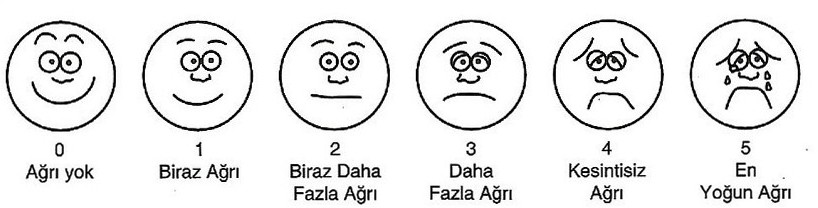 0
Ağrı yok
1
Biraz Ağrı
2
Biraz Daha
Fazla Ağrı
3
Daha
Fazla Ağrı
4
Kesintisiz
Ağrı
5
En
Yoğun Ağrı